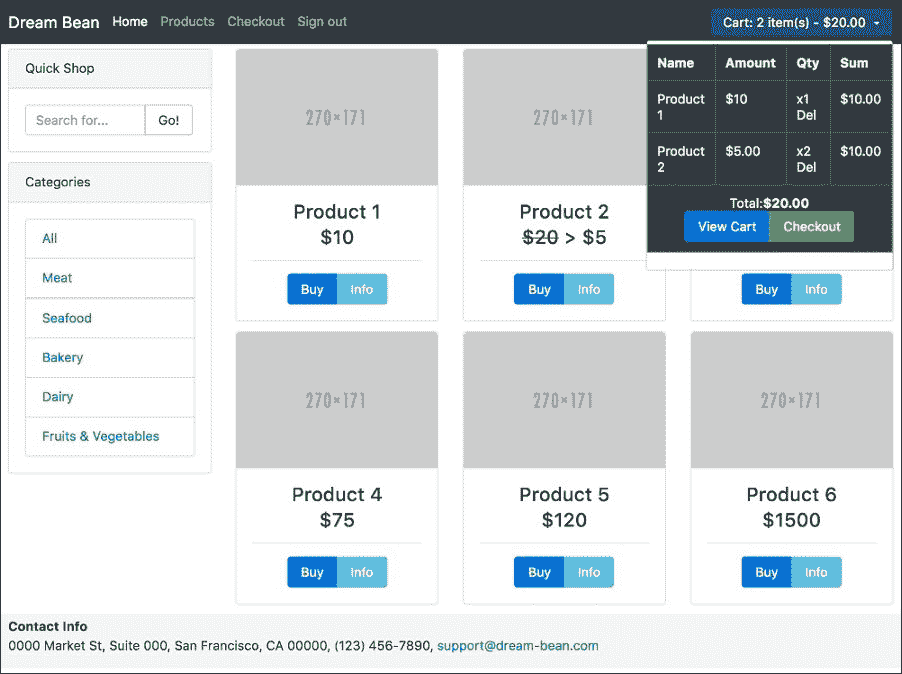 Dream Bean Home Products Checkout Sign out Cart: 2 item(s) - $20.00
Name Amount Qty Sum
Product 1 $10 x1 Del $10.00
Product 2 $5.00 x2 Del $10.00
Total:$20.00
View Cart Checkout
Quick Shop
Search for... Go!
Categories
All
Meat
Seafood
Bakery
Dairy
Fruits & Vegetables
270×171
Product 1
$10
Buy Info
270×171
Product 2
$20 > $5
Buy Info
Buy Info
270×171
Product 4
$75
Buy Info
270×171
Product 5
$120
Buy Info
270×171
Product 6
$1500
Buy Info
Contact Info
0000 Market St, Suite 000, San Francisco, CA 00000, (123) 456-7890, support@dream-bean.com